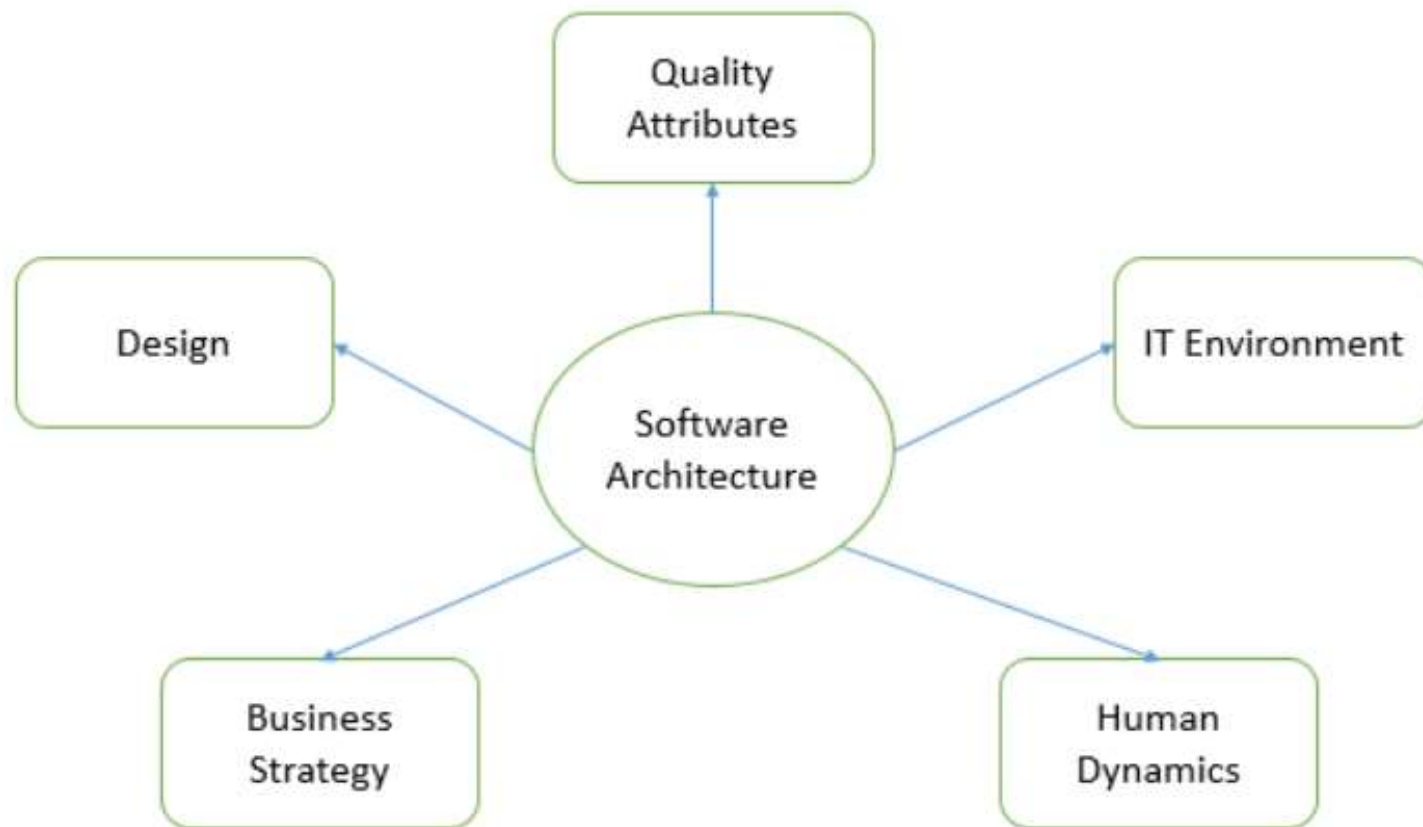 Quality
Attributes
Design
IT Environment
Software
Architecture
Business
Strategy
Human
Dynamics